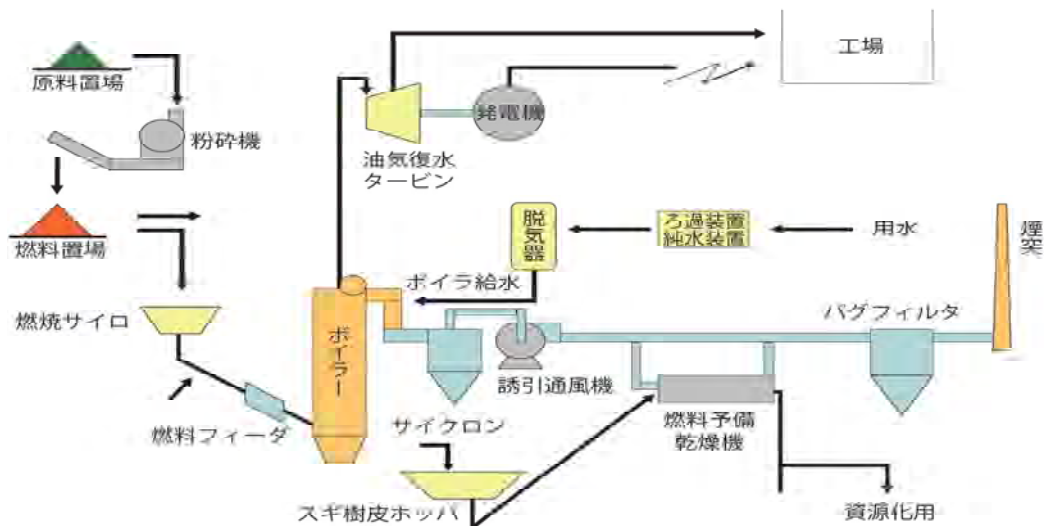 原料置場
粉砕機
燃料置場
燃焼サイロ
燃料フィーダ
ボイラー
油気復水
タービン
発電機
工場
脱気器
ろ過装置
純水装置
用水
煙突
ボイラ給水
バグフィルタ
誘引通風機
サイクロン
燃料予備
乾燥機
スギ樹皮ホッパ
資源化用